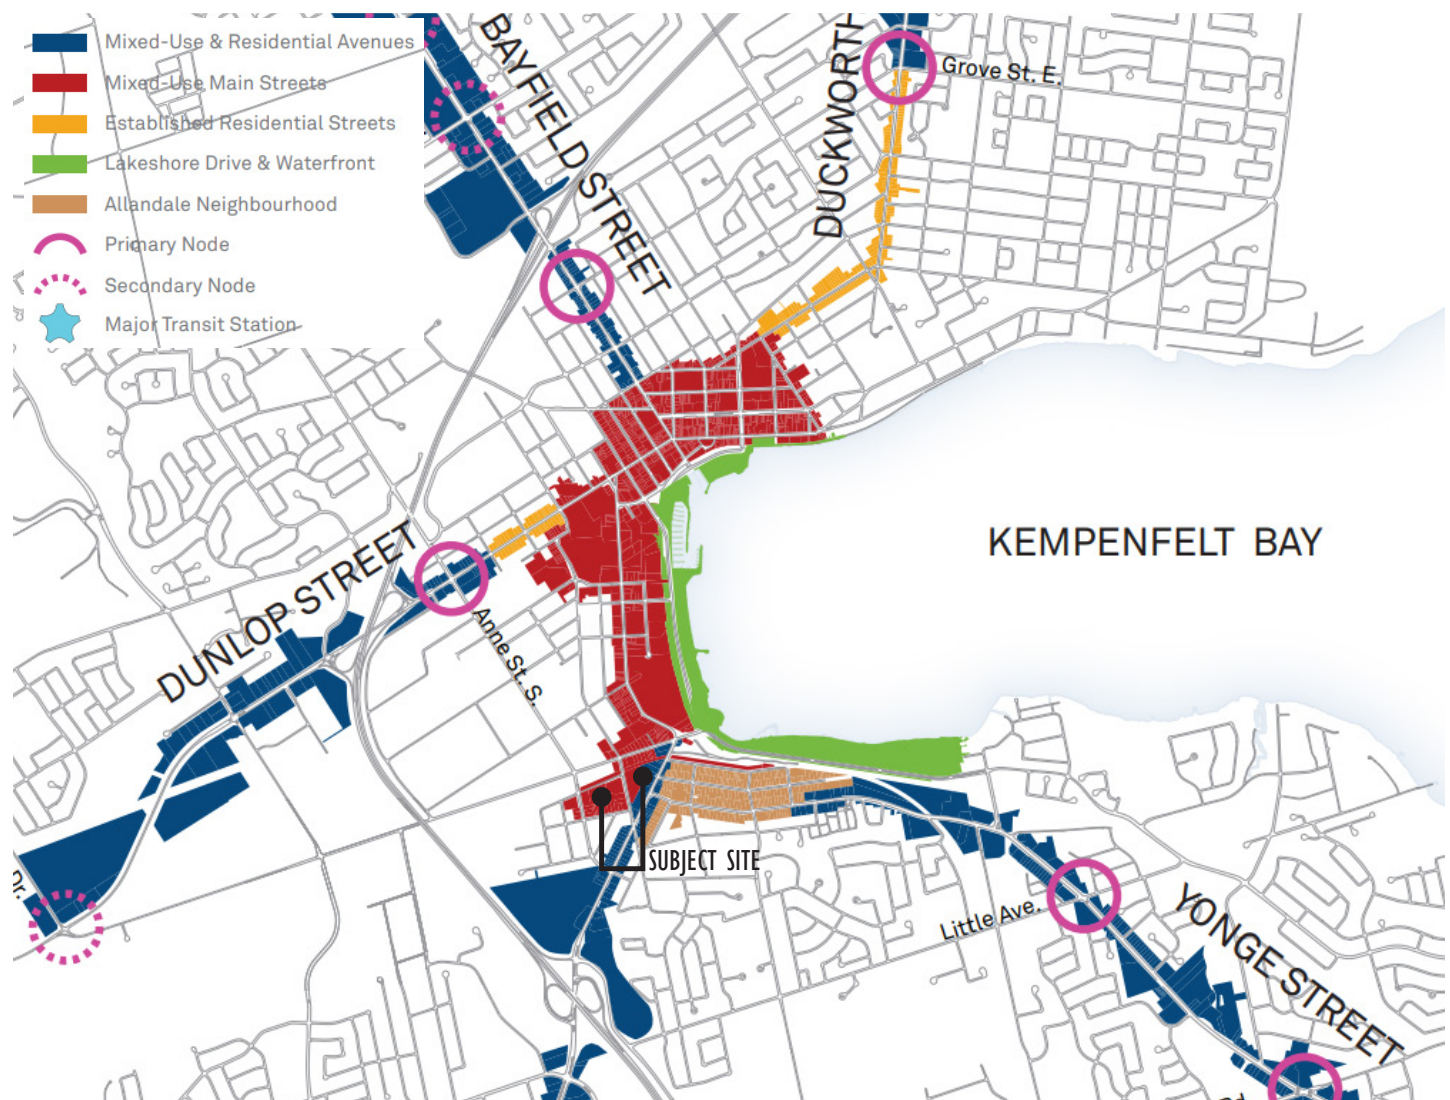 Mixed-Use & Residential Avenues
Mixed-Use Main Streets
Established Residential Streets
Lakeshore Drive & Waterfront
Allandale Neighbourhood
Primary Node
Secondary Node
Major Transit Station
BAYFIELD STREET
DUCKWORTH
Grove St. E.
KEMPENFELT BAY
DUNLOP STREET
Anne St. S.
SUBJECT SITE
Dr.
Little Ave.
YONGE STREET